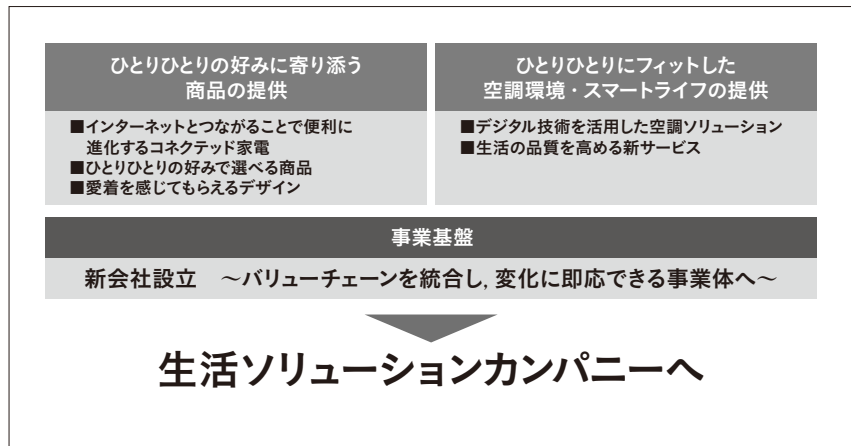 ひとりひとりの好みに寄り添う
商品の提供
■インターネットとつながることで便利に
進化するコネクテッド家電
■ひとりひとりの好みで選べる商品
■愛着を感じてもらえるデザイン
ひとりひとりにフィットした
空調環境・スマートライフの提供
■デジタル技術を活用した空調ソリューション
■生活の品質を高める新サービス
事業基盤
新会社設立　～バリューチェーンを統合し, 変化に即応できる事業体へ～
生活ソリューションカンパニーへ